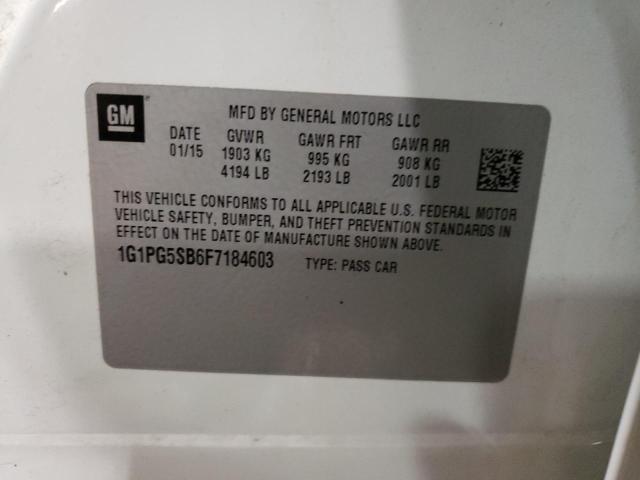 GM
MFD BY GENERAL MOTORS LLC
DATE GVWR GAWR FRT GAWR RR
01/15 1903 KG 995 KG 908 KG
4194 LB 2193 LB 2001 LB
THIS VEHICLE CONFORMS TO ALL APPLICABLE U.S. FEDERAL MOTOR
VEHICLE SAFETY, BUMPER, AND THEFT PREVENTION STANDARDS IN
EFFECT ON THE DATE OF MANUFACTURE SHOWN ABOVE.
1G1PG5SB6F7184603 TYPE: PASS CAR